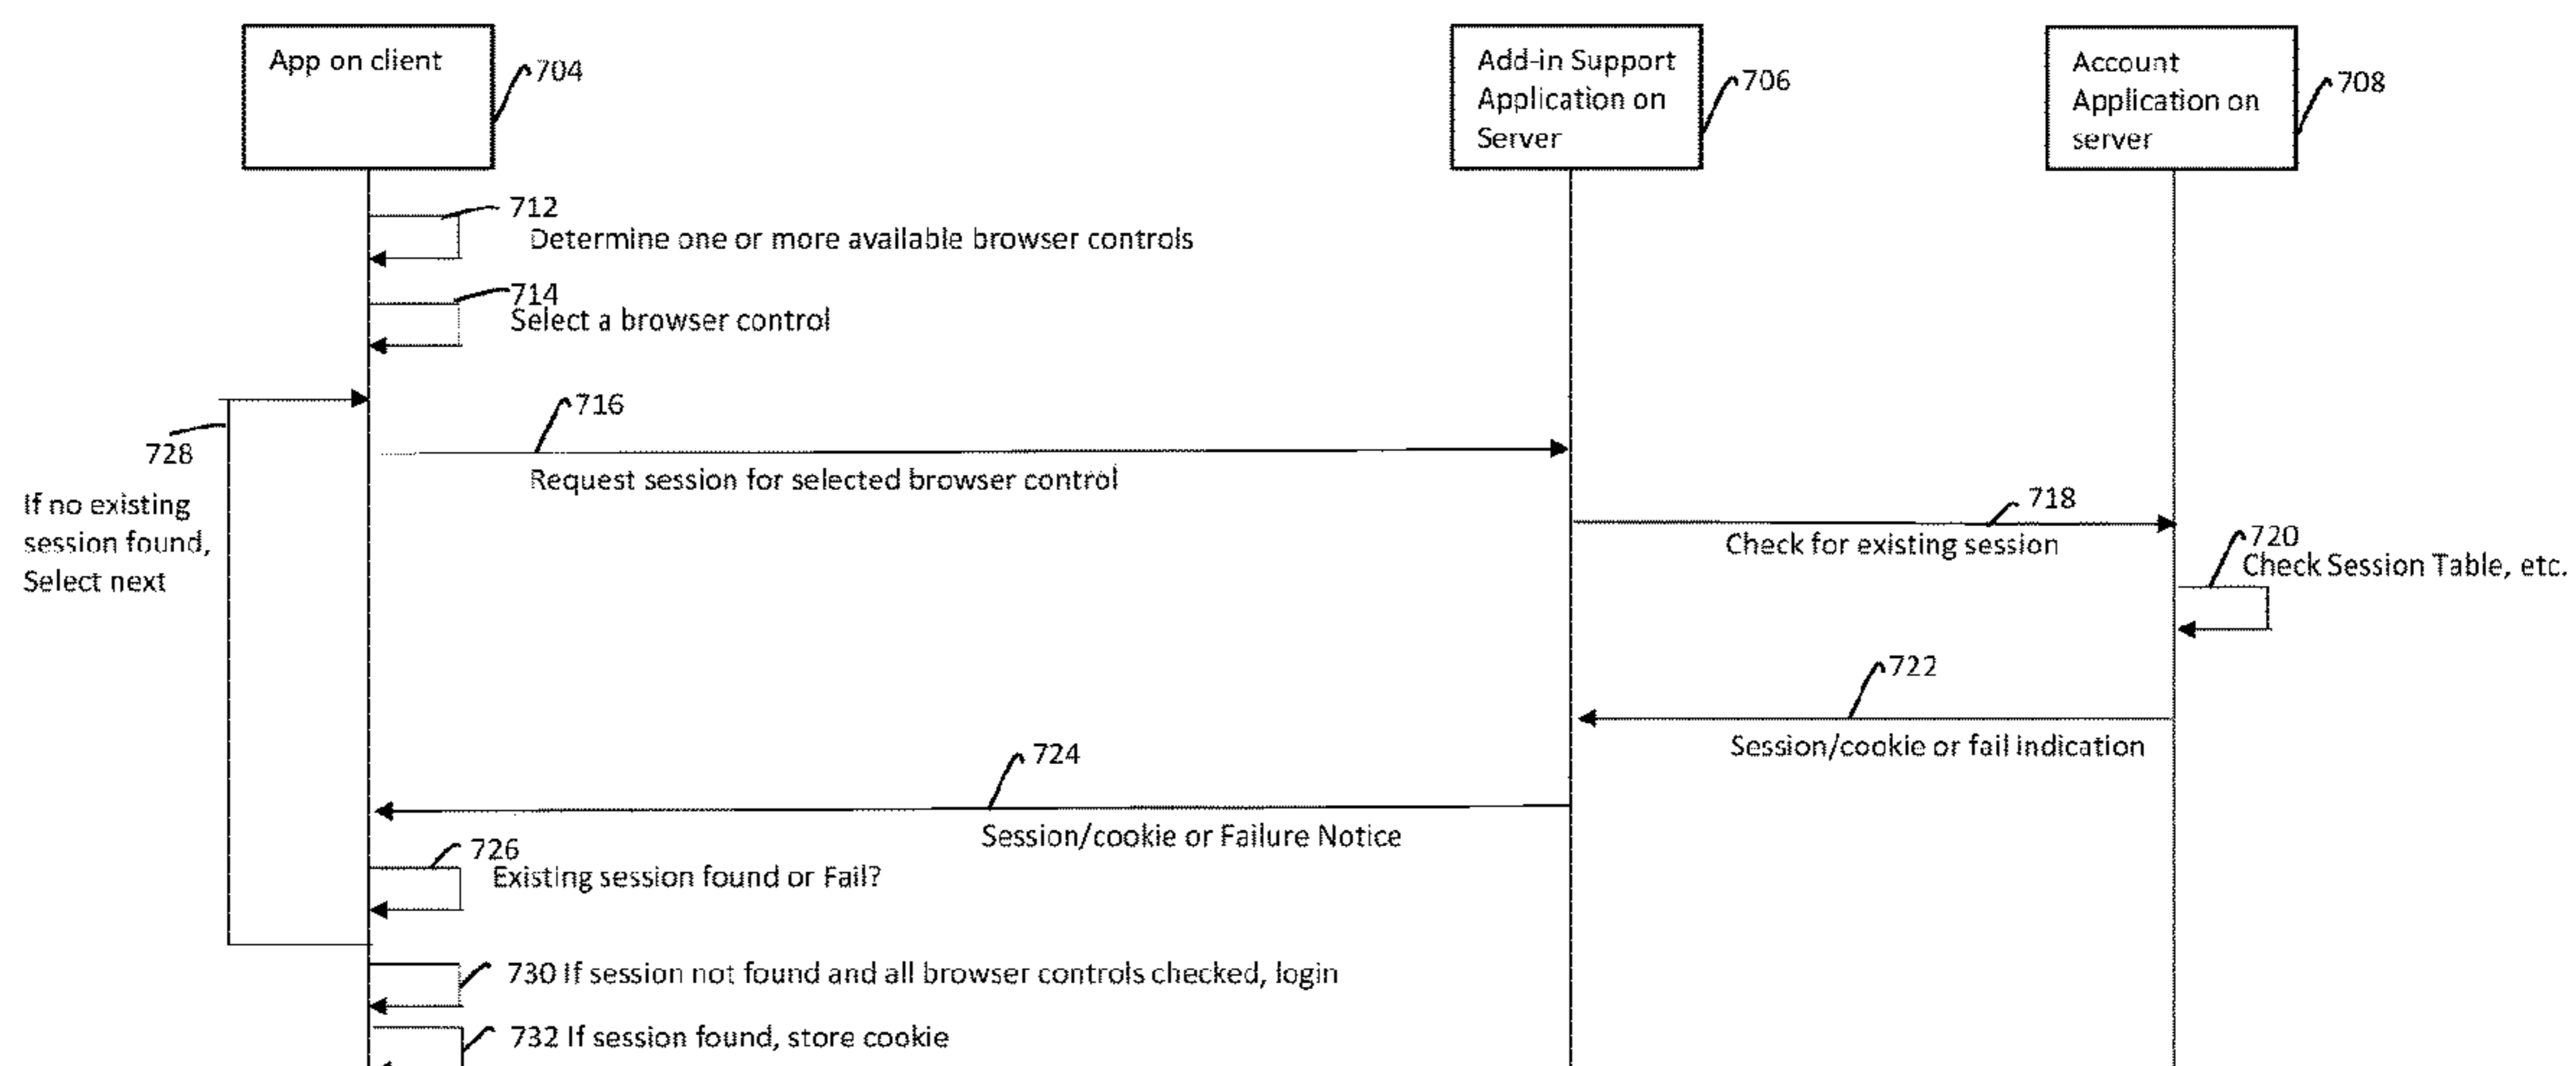 App on client
704
Add-in Support
Application on
Server
706
Account
Application on
server
708
712
Determine one or more available browser controls
714
Select a browser control
716
Request session for selected browser control
728
If no existing
session found,
Select next
718
Check for existing session
720
Check Session Table, etc.
722
Session/cookie or fail indication
724
Session/cookie or Failure Notice
726
Existing session found or Fail?
730 If session not found and all browser controls checked, login
732 If session found, store cookie